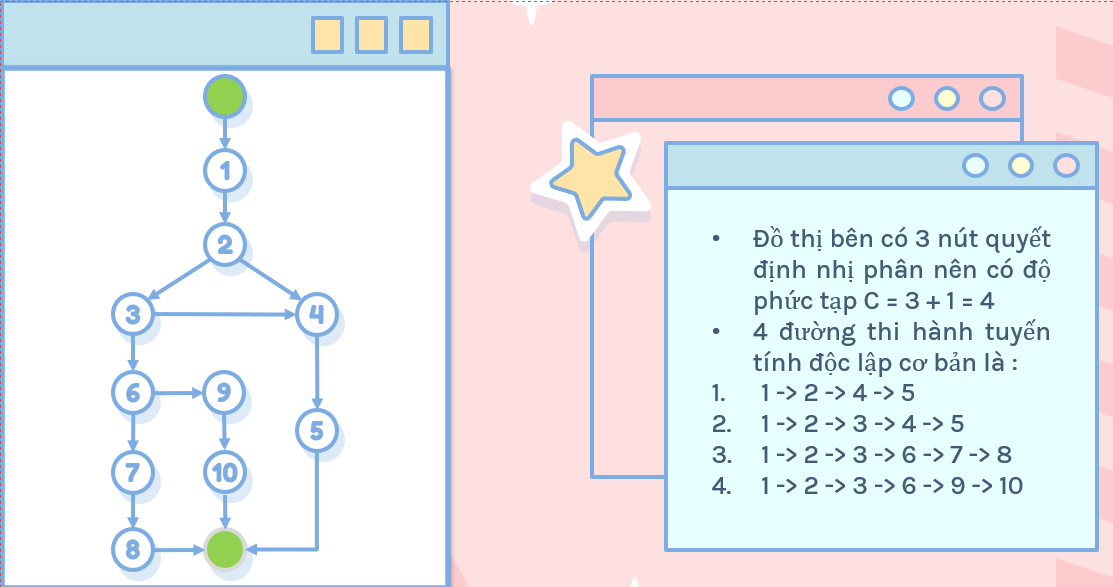 1
2
3
4
6
9
5
7
10
8
• Đồ thị bên có 3 nút quyết
định nhị phân nên có độ
phức tạp C = 3 + 1 = 4
• 4 đường thi hành tuyến
tính độc lập cơ bản là :
1. 1 -> 2 -> 4 -> 5
2. 1 -> 2 -> 3 -> 4 -> 5
3. 1 -> 2 -> 3 -> 6 -> 7 -> 8
4. 1 -> 2 -> 3 -> 6 -> 9 -> 10